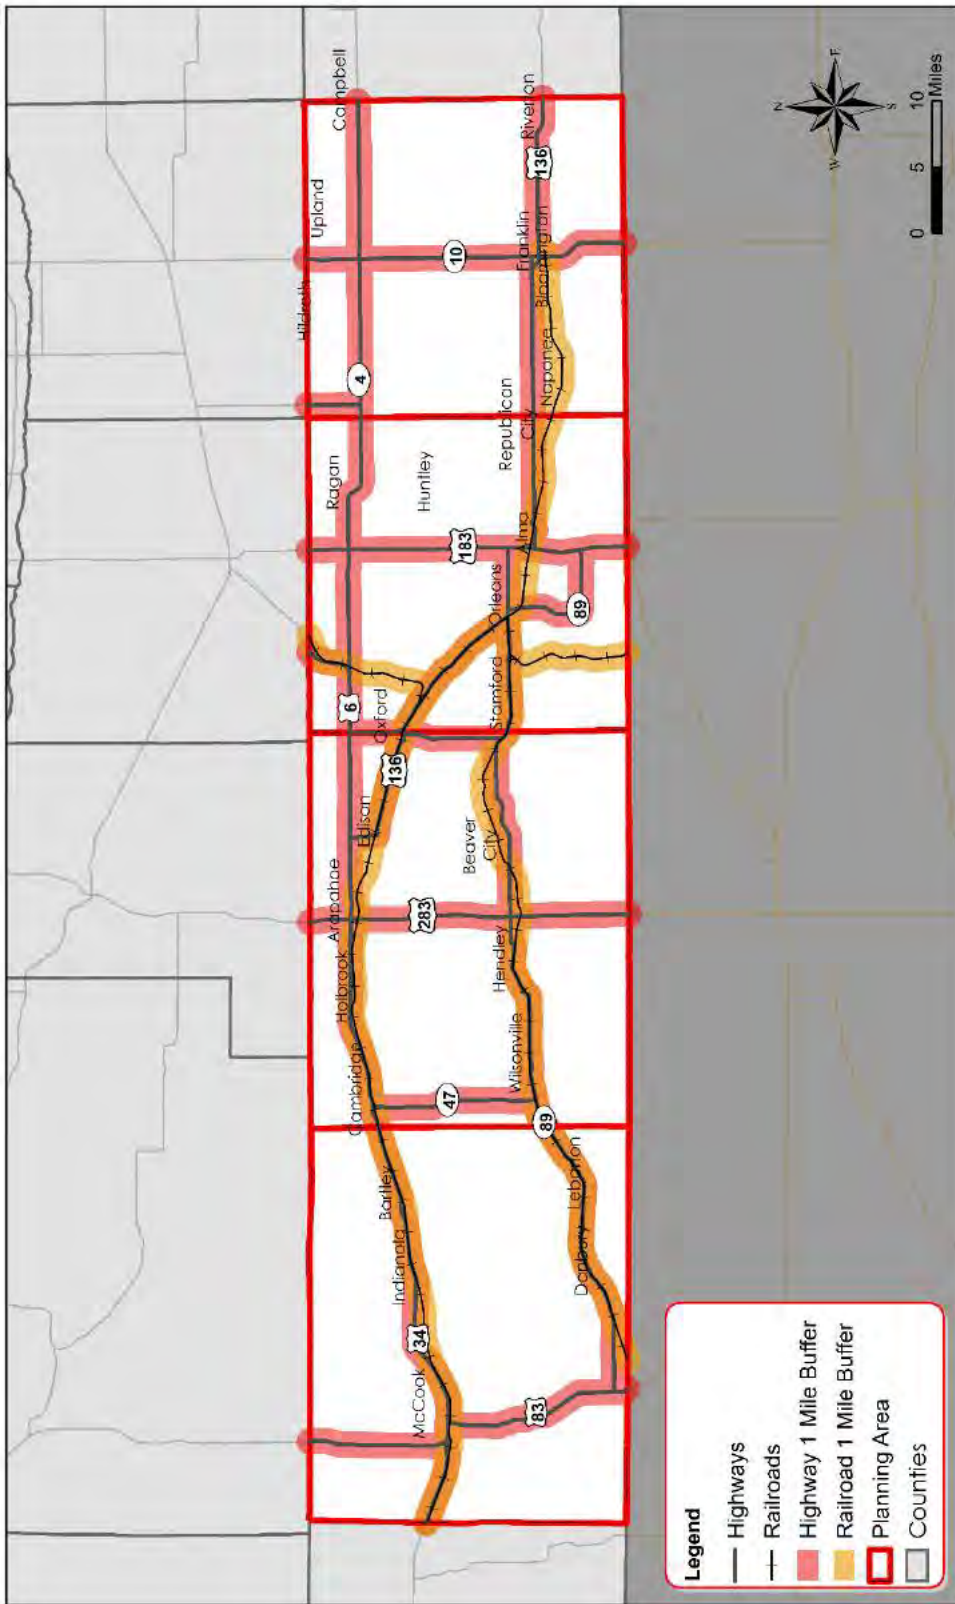 Campbell
Upland
Hildreth
Riverton
Franklin
Bloomington
Naponee
Republican
City
Ragan
Huntley
Alma
Orleans
Stamford
Oxford
Edison
Beaver
City
Arapahoe
Holbrook
Hendley
Cambridge
Wilsonville
Bartley
Lebanon
Indianola
Danbury
McCook
136
10
4
183
89
6
136
283
47
89
34
83
N
E
S
W
0 5 10
Miles
Legend
Highways
Railroads
Highway 1 Mile Buffer
Railroad 1 Mile Buffer
Planning Area
Counties